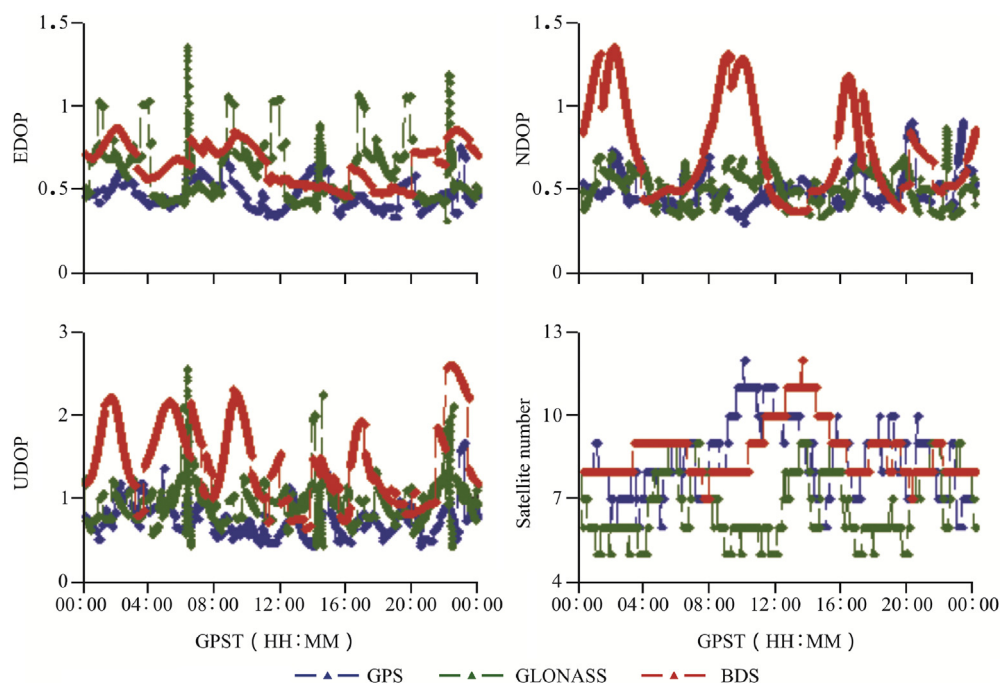 1.5
1
0.5
0
EDOP
1.5
1
0.5
0
NDOP
3
2
1
0
UDOP
00:00 04:00 08:00 12:00 16:00 20:00 00:00
GPST ( HH:MM )
13
10
7
4
Satellite number
00:00 04:00 08:00 12:00 16:00 20:00 00:00
GPST ( HH:MM )
GPS GLONASS BDS